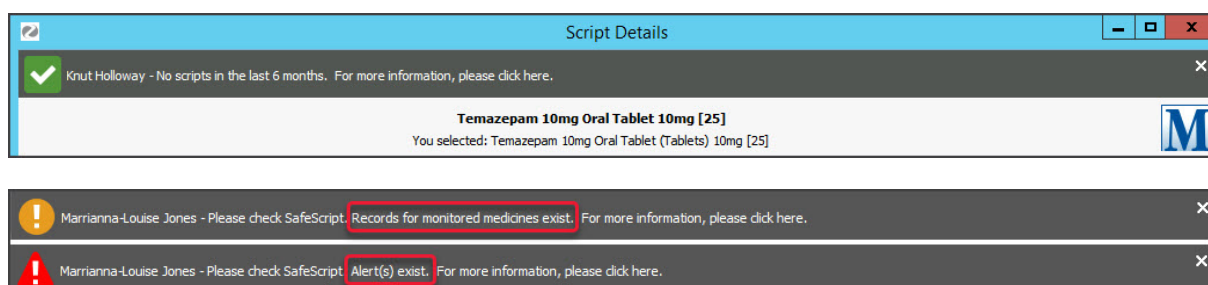 Script Details
Knut Holloway - No scripts in the last 6 months. For more information, please click here.
Temazepam 10mg Oral Tablet 10mg [25]
You selected: Temazepam 10mg Oral Tablet (Tablets) 10mg [25]
M
Marrianna-Louise Jones - Please check SafeScript. Records for monitored medicines exist. For more information, please click here.
Marrianna-Louise Jones - Please check SafeScript. Alert(s) exist. For more information, please click here.